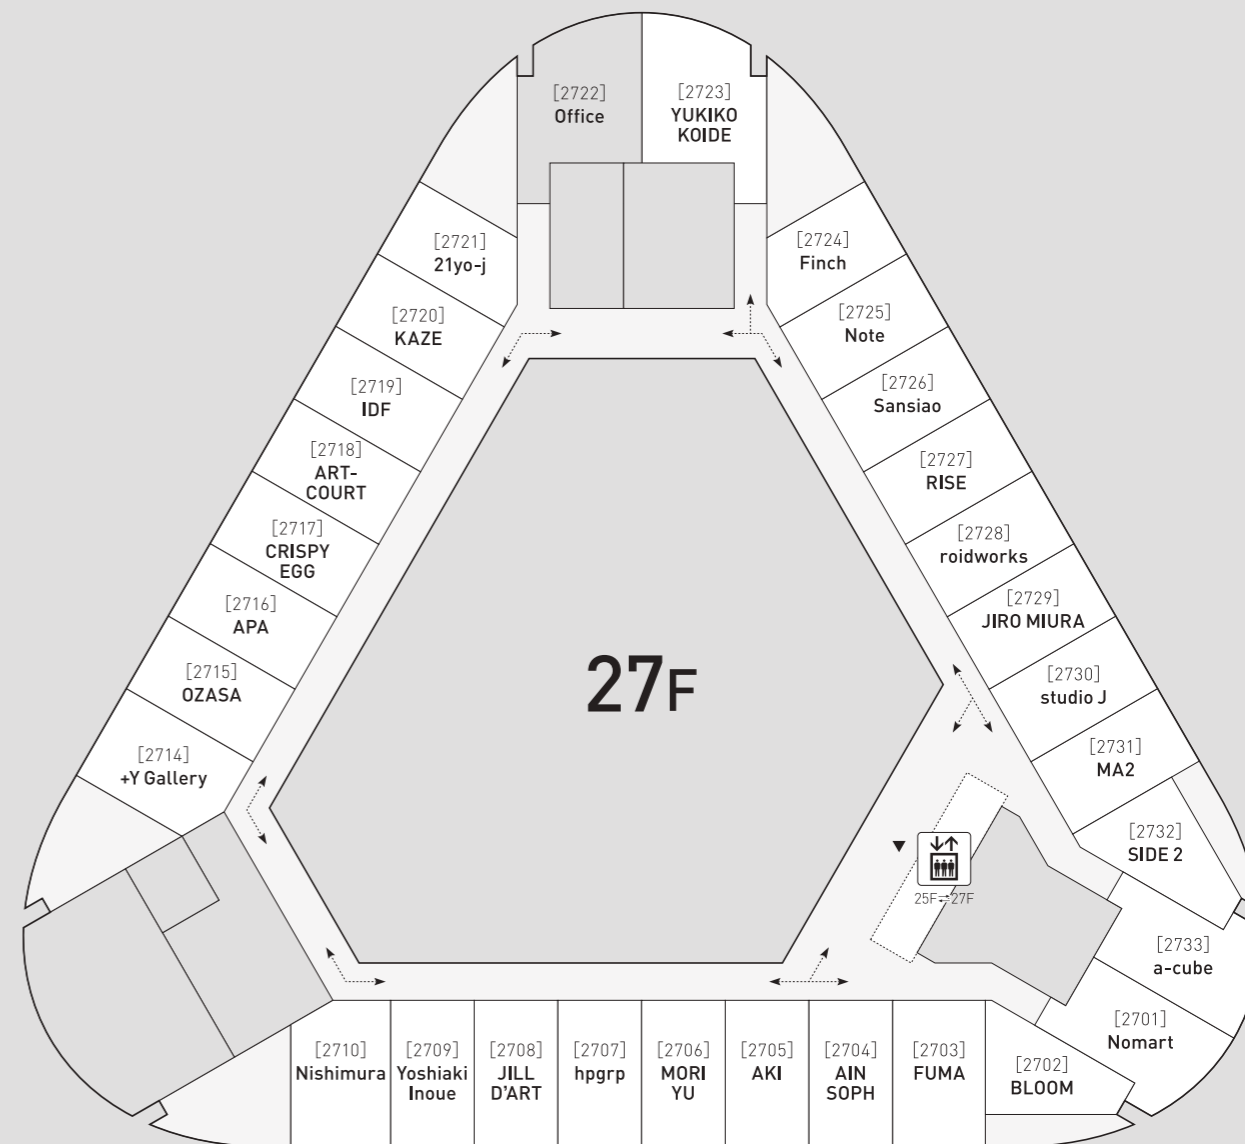 [2722]
Office
[2723]
YUKIKO
KOIDE
[2721]
21yo-j
[2724]
Finch
[2720]
KAZE
[2725]
Note
[2719]
IDF
[2726]
Sansiao
[2718]
ART-
COURT
[2727]
RISE
[2717]
CRISPY
EGG
[2728]
roidworks
[2716]
APA
[2729]
JIRO MIURA
[2715]
OZASA
[2730]
studio J
27F
[2714]
+Y Gallery
[2731]
MA2
[2732]
SIDE 2
25F⇄27F
[2733]
a-cube
[2701]
Nomart
[2710]
Nishimura
[2709]
Yoshiaki
Inoue
[2708]
JILL
D'ART
[2707]
hpgrp
[2706]
MORI
YU
[2705]
AKI
[2704]
AIN
SOPH
[2703]
FUMA
[2702]
BLOOM